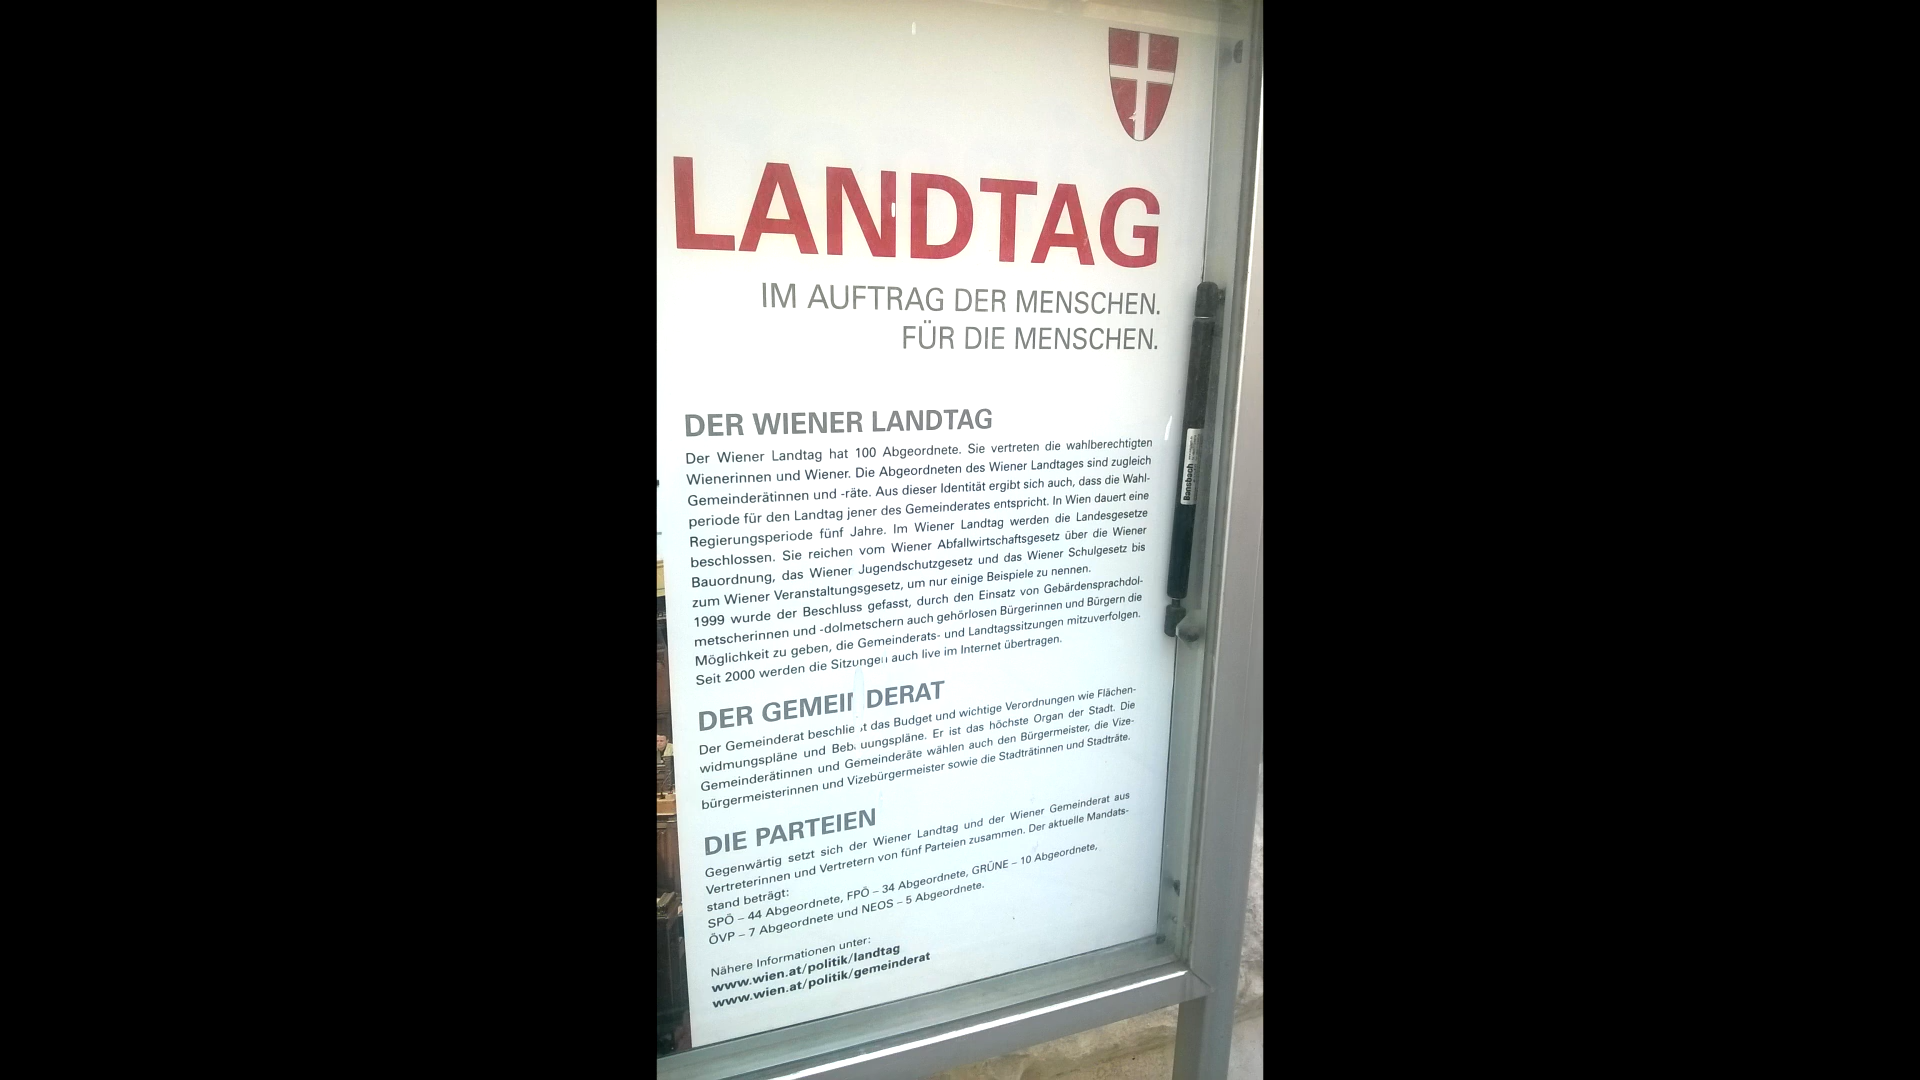 LANDTAG
IM AUFTRAG DER MENSCHEN.
FÜR DIE MENSCHEN.
DER WIENER LANDTAG
Der Wiener Landtag hat 100 Abgeordnete. Sie vertreten die wahlberechtigten
Wienerinnen und Wiener. Die Abgeordneten des Wiener Landtages sind zugleich
Gemeinderätinnen und -räte. Aus dieser Identität ergibt sich auch, dass die Wahl-
periode für den Landtag jener des Gemeinderates entspricht. In Wien dauert eine
Regierungsperiode fünf Jahre. Im Wiener Landtag werden die Landesgesetze
beschlossen. Sie reichen vom Wiener Abfallwirtschaftsgesetz über die Wiener
Bauordnung, das Wiener Jugendschutzgesetz und das Wiener Schulgesetz bis
zum Wiener Veranstaltungsgesetz, um nur einige Beispiele zu nennen.
1999 wurde der Beschluss gefasst, durch den Einsatz von Gebärdensprachdol-
metscherinnen und -dolmetschern auch gehörlosen Bürgerinnen und Bürgern die
Möglichkeit zu geben, die Gemeinderats- und Landtagssitzungen mitzuverfolgen.
Seit 2000 werden die Sitzungen auch live im Internet übertragen.
DER GEMEINDERAT
Der Gemeinderat beschließt das Budget und wichtige Verordnungen wie Flächen-
widmungspläne und Bebauungspläne. Er ist das höchste Organ der Stadt. Die
Gemeinderätinnen und Gemeinderäte wählen auch den Bürgermeister, die Vize-
bürgermeisterinnen und Vizebürgermeister sowie die Stadträtinnen und Stadträte.
DIE PARTEIEN
Gegenwärtig setzt sich der Wiener Landtag und der Wiener Gemeinderat aus
Vertreterinnen und Vertretern von fünf Parteien zusammen. Der aktuelle Mandats-
stand beträgt:
SPÖ – 44 Abgeordnete, FPÖ – 34 Abgeordnete, GRÜNE – 10 Abgeordnete,
ÖVP – 7 Abgeordnete und NEOS – 5 Abgeordnete.
Nähere Informationen unter:
www.wien.at/politik/landtag
www.wien.at/politik/gemeinderat
Bansbach